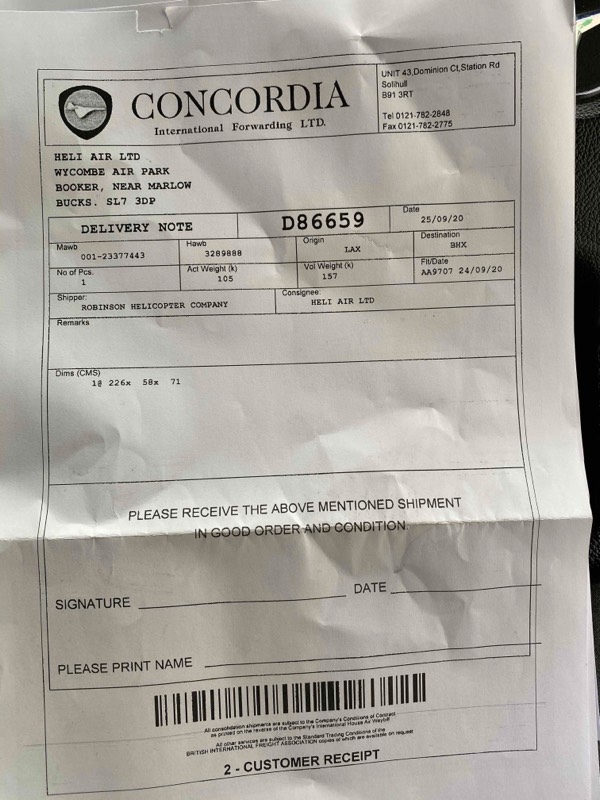 CONCORDIA
International Forwarding LTD.
UNIT 43,Dominion Ct,Station Rd
Solihull
B91 3RT
Tel 0121-782-2848
Fax 0121-782-2775
HELI AIR LTD
WYCOMBE AIR PARK
BOOKER, NEAR MARLOW
BUCKS. SL7 3DP
DELIVERY NOTE D86659 Date 25/09/20
Mawb 001-23377443 Hawb 3289888 Origin LAX Destination BHX
No of Pcs. 1 Act Weight (k) 105 Vol Weight (k) 157 Flt/Date AA9707 24/09/20
Shipper: ROBINSON HELICOPTER COMPANY Consignee: HELI AIR LTD
Remarks
Dims (CMS)
1@ 226x 58x 71
PLEASE RECEIVE THE ABOVE MENTIONED SHIPMENT
IN GOOD ORDER AND CONDITION.
SIGNATURE DATE
PLEASE PRINT NAME
All consolidation shipments are subject to the Company's Conditions of Contract
as printed on the reverse of the Company's International House Air Waybill
All other services are subject to the Standard Trading Conditions of the
BRITISH INTERNATIONAL FREIGHT ASSOCIATION copies of which are available on request
2 - CUSTOMER RECEIPT